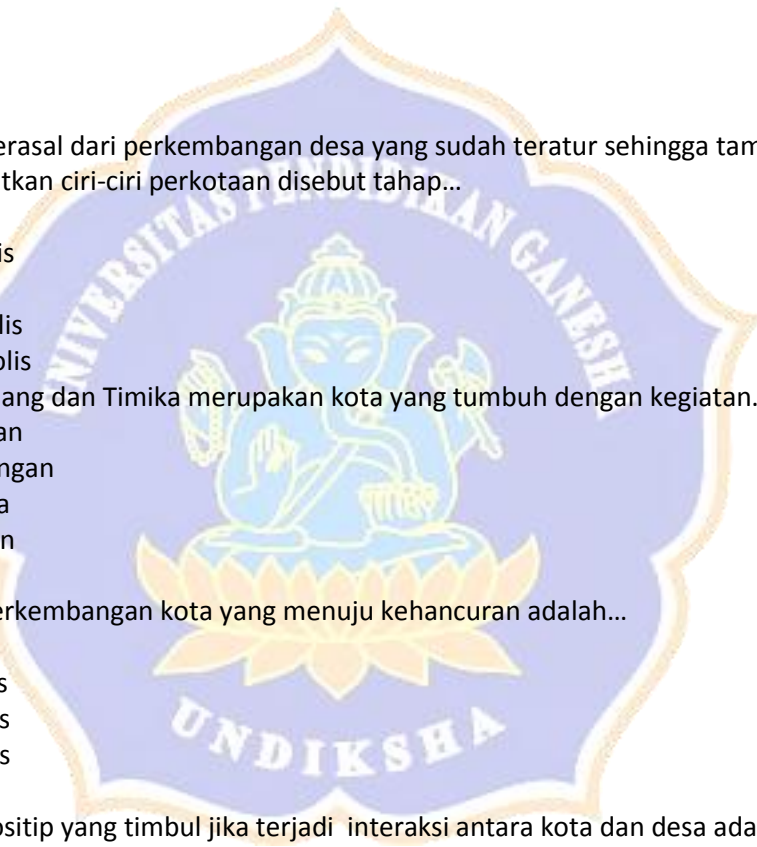 erasal dari perkembangan desa yang sudah teratur sehingga tam
tkan ciri-ciri perkotaan disebut tahap...
is
lis
olis
ang dan Timika merupakan kota yang tumbuh dengan kegiatan.
an
ngan
a
n
erkembangan kota yang menuju kehancuran adalah...
s
s
s
ositip yang timbul jika terjadi  interaksi antara kota dan desa ada
UNIVERSITAS PENDIDIKAN GANESH
UNDIKSHA